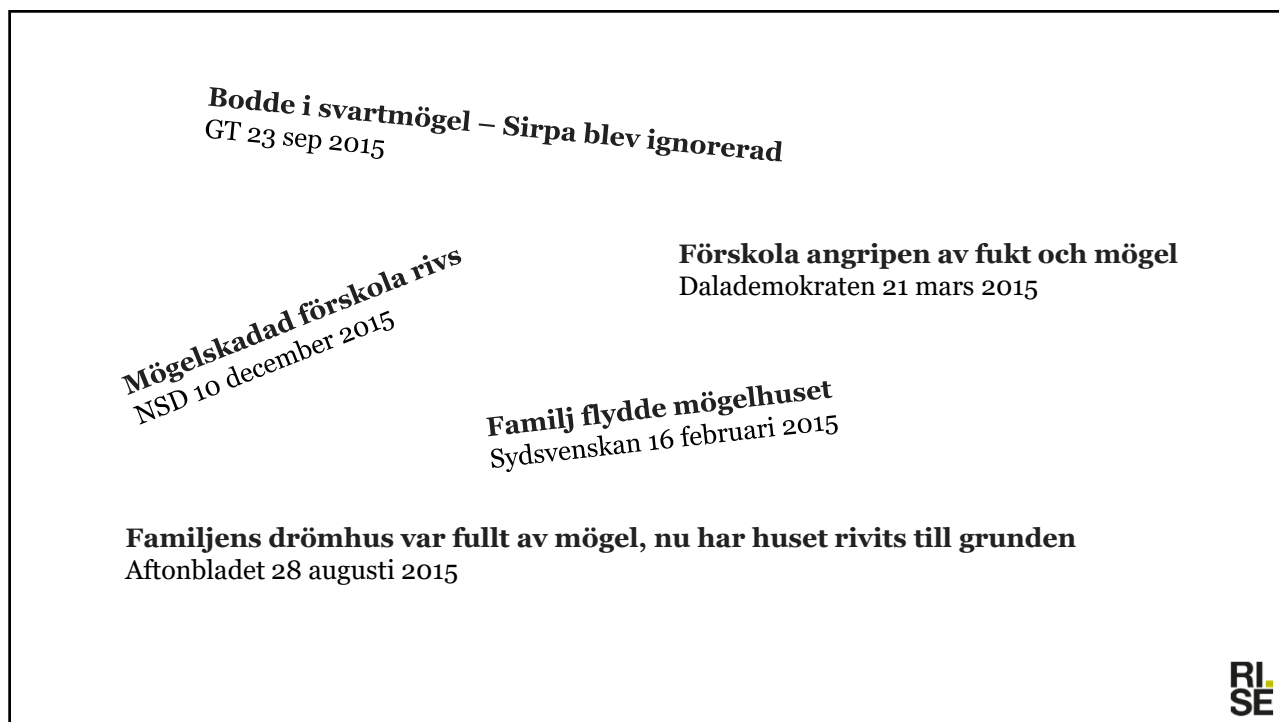 Bodde i svartmögel – Sirpa blev ignorerad
GT 23 sep 2015
Förskola angripen av fukt och mögel
Dalademokraten 21 mars 2015
Mögelskadad förskola rivs
NSD 10 december 2015
Familj flydde mögelhuset
Sydsvenskan 16 februari 2015
Familjens drömhus var fullt av mögel, nu har huset rivits till grunden
Aftonbladet 28 augusti 2015
RI.
SE